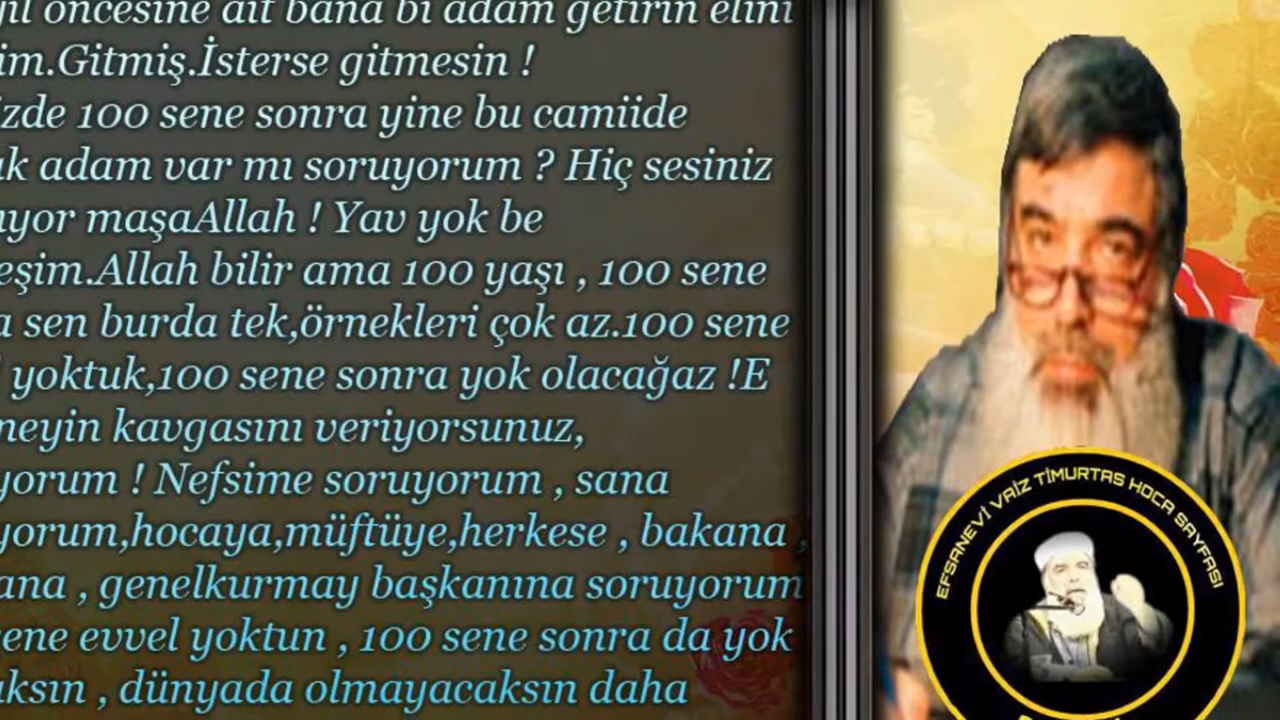 yıl öncesine ait bana bi adam getirin elini
im.Gitmiş.İsterse gitmesin !
izde 100 sene sonra yine bu camiide
ak adam var mı soruyorum ? Hiç sesiniz
ıyor maşaAllah ! Yav yok be
eşim.Allah bilir ama 100 yaşı , 100 sene
a sen burda tek,örnekleri çok az.100 sene
yoktuk,100 sene sonra yok olacağaz !E
neyin kavgasını veriyorsunuz,
yorum ! Nefsime soruyorum , sana
yorum,hocaya,müftüye,herkese , bakana ,
ana , genelkurmay başkanına soruyorum
sene evvel yoktun , 100 sene sonra da yok
aksın , dünyada olmayacaksın daha
EFSANEVİ VAİZ TİMURTAS HOCA SAYFASI